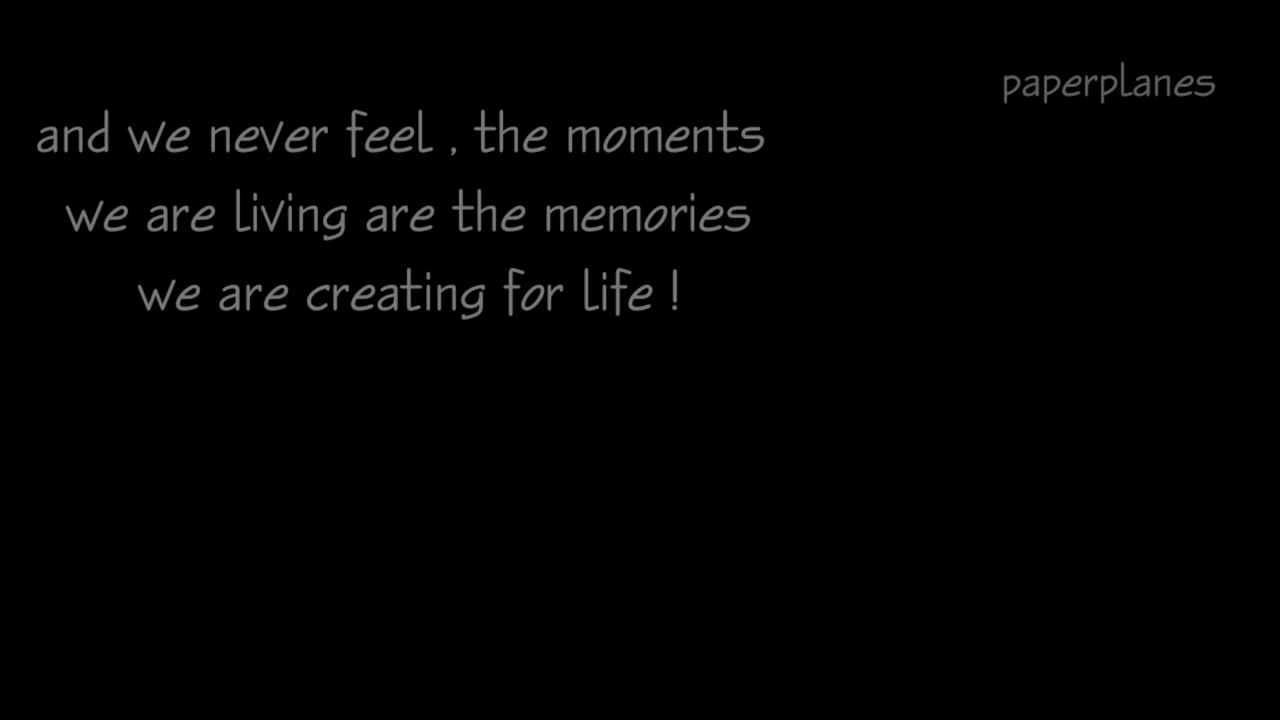 paperplanes
and we never feel , the moments
we are living are the memories
we are creating for life !